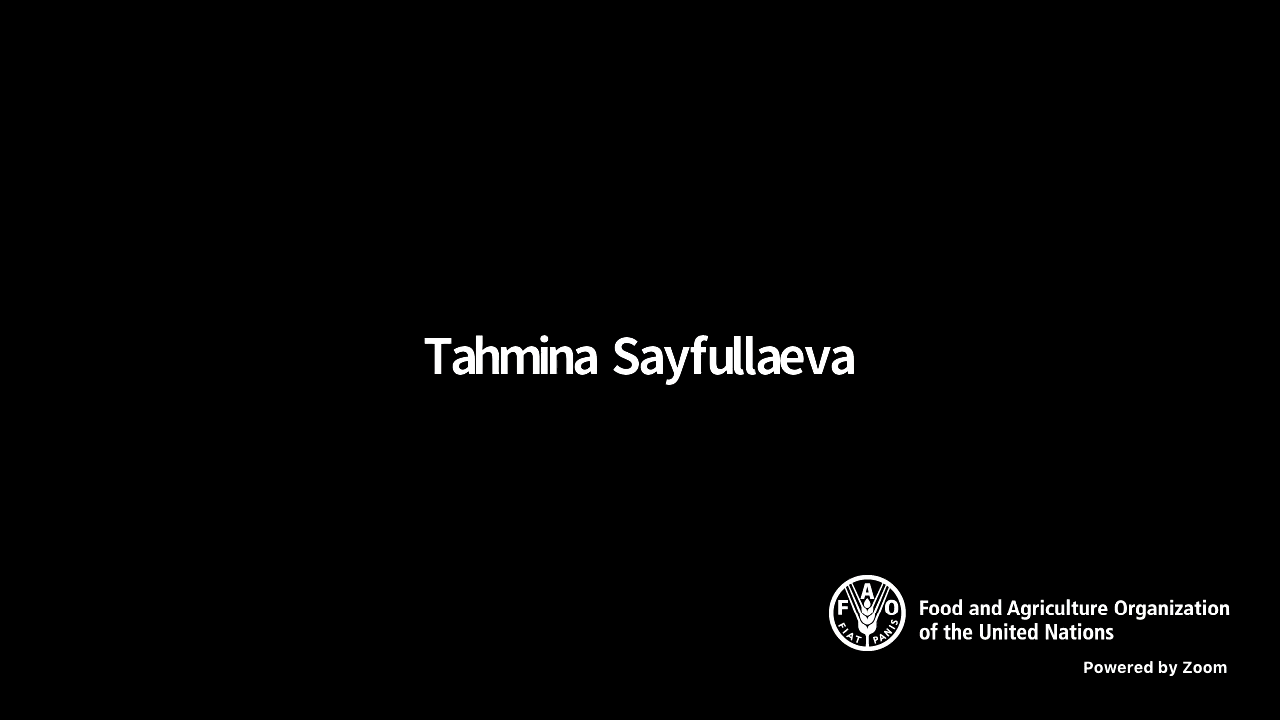 Tahmina Sayfullaeva
F A O
FIAT PANIS
Food and Agriculture Organization
of the United Nations
Powered by Zoom